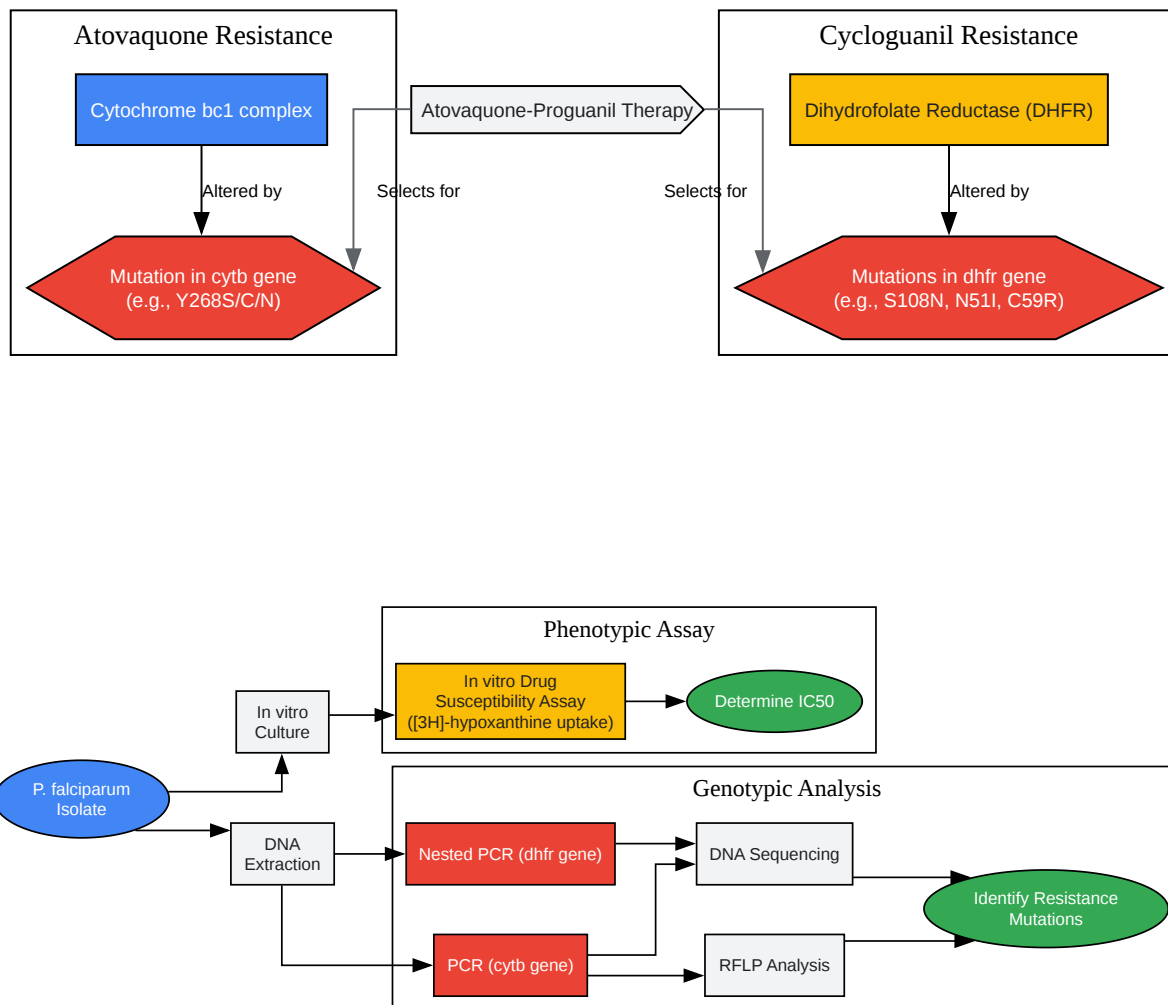 Atovaquone Resistance
Cycloguanil Resistance
Cytochrome bc1 complex
Atovaquone-Proguanil Therapy
Dihydrofolate Reductase (DHFR)
Altered by
Selects for
Selects for
Altered by
Mutation in cytb gene
(e.g., Y268S/C/N)
Mutations in dhfr gene
(e.g., S108N, N51I, C59R)
Phenotypic Assay
In vitro
Culture
In vitro Drug
Susceptibility Assay
([3H]-hypoxanthine uptake)
Determine IC50
P. falciparum
Isolate
Genotypic Analysis
DNA
Extraction
Nested PCR (dhfr gene)
DNA Sequencing
Identify Resistance
Mutations
PCR (cytb gene)
RFLP Analysis